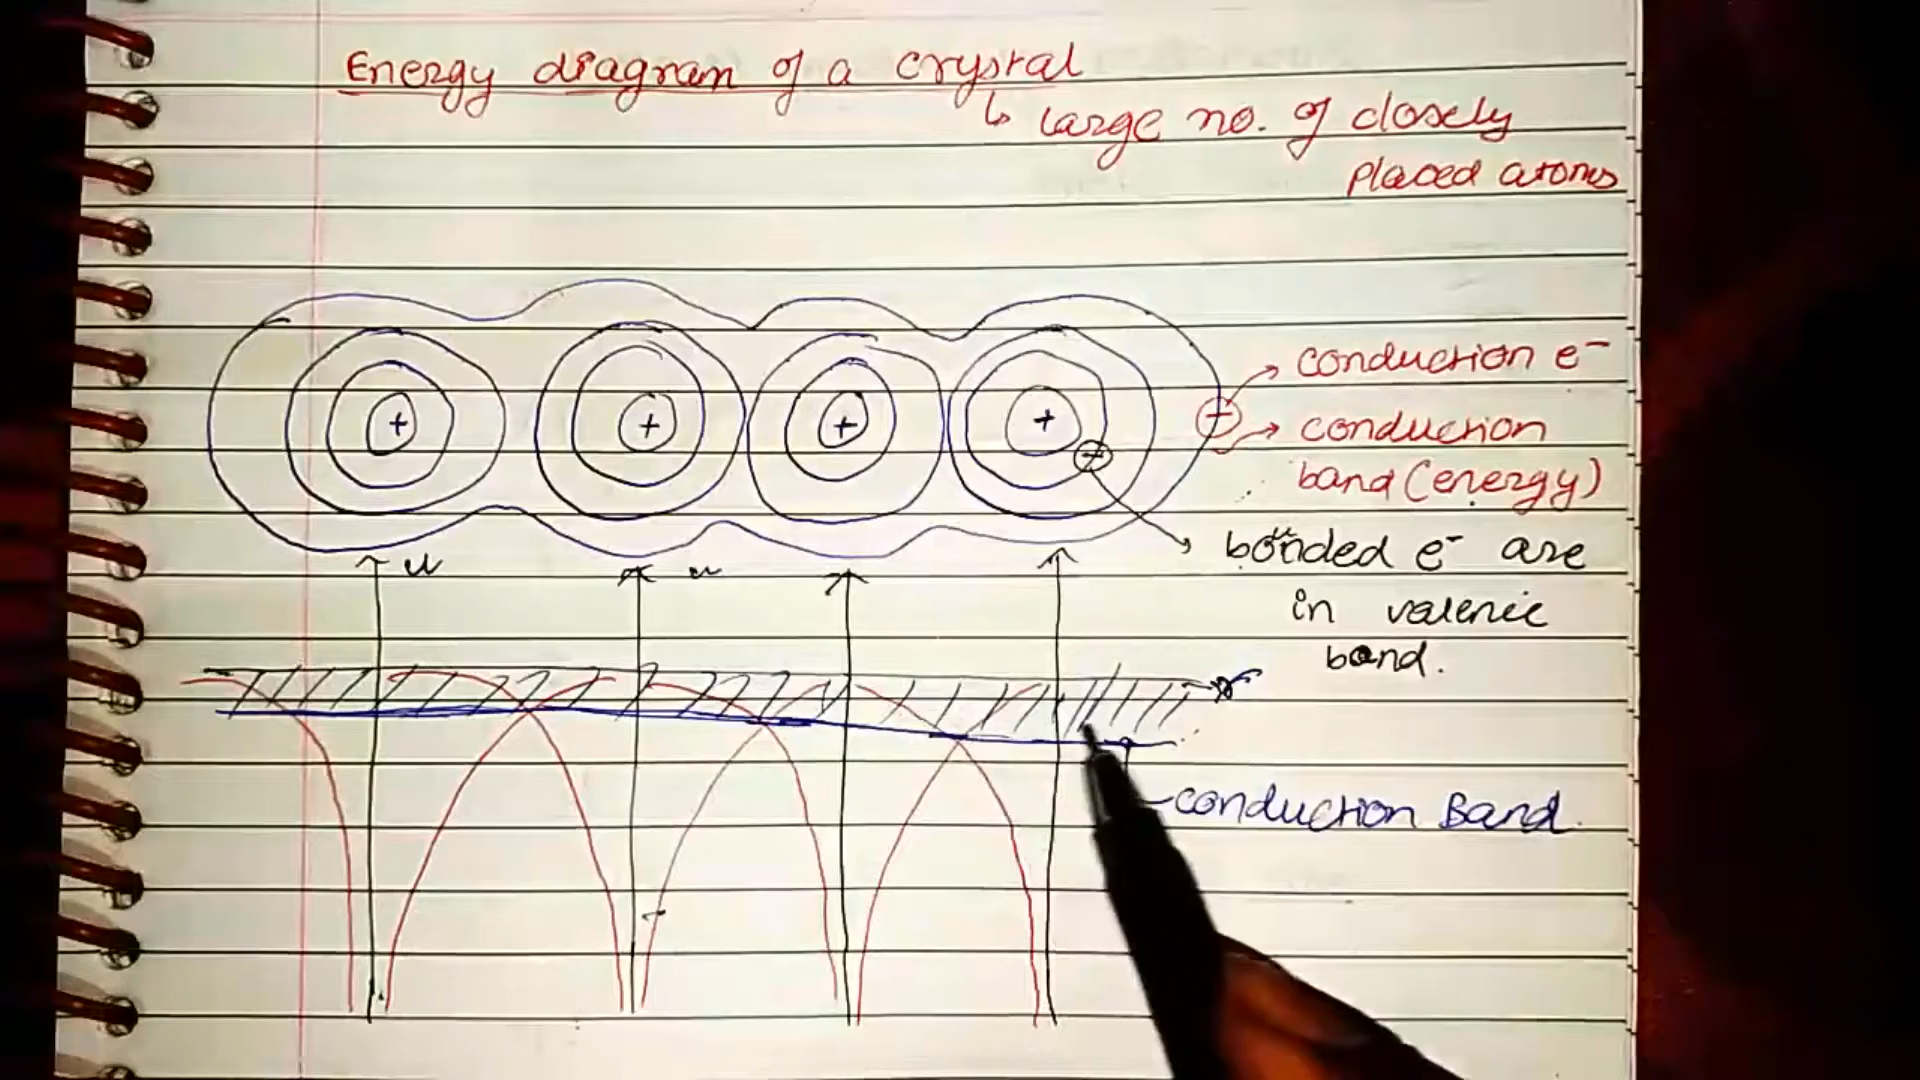 Energy diagram of a crystal
↳ Large no. of closely
placed atoms
+ + + +
conduction e⁻
conduction
band (energy)
bonded e⁻ are
in valence
band.
u u
conduction Band